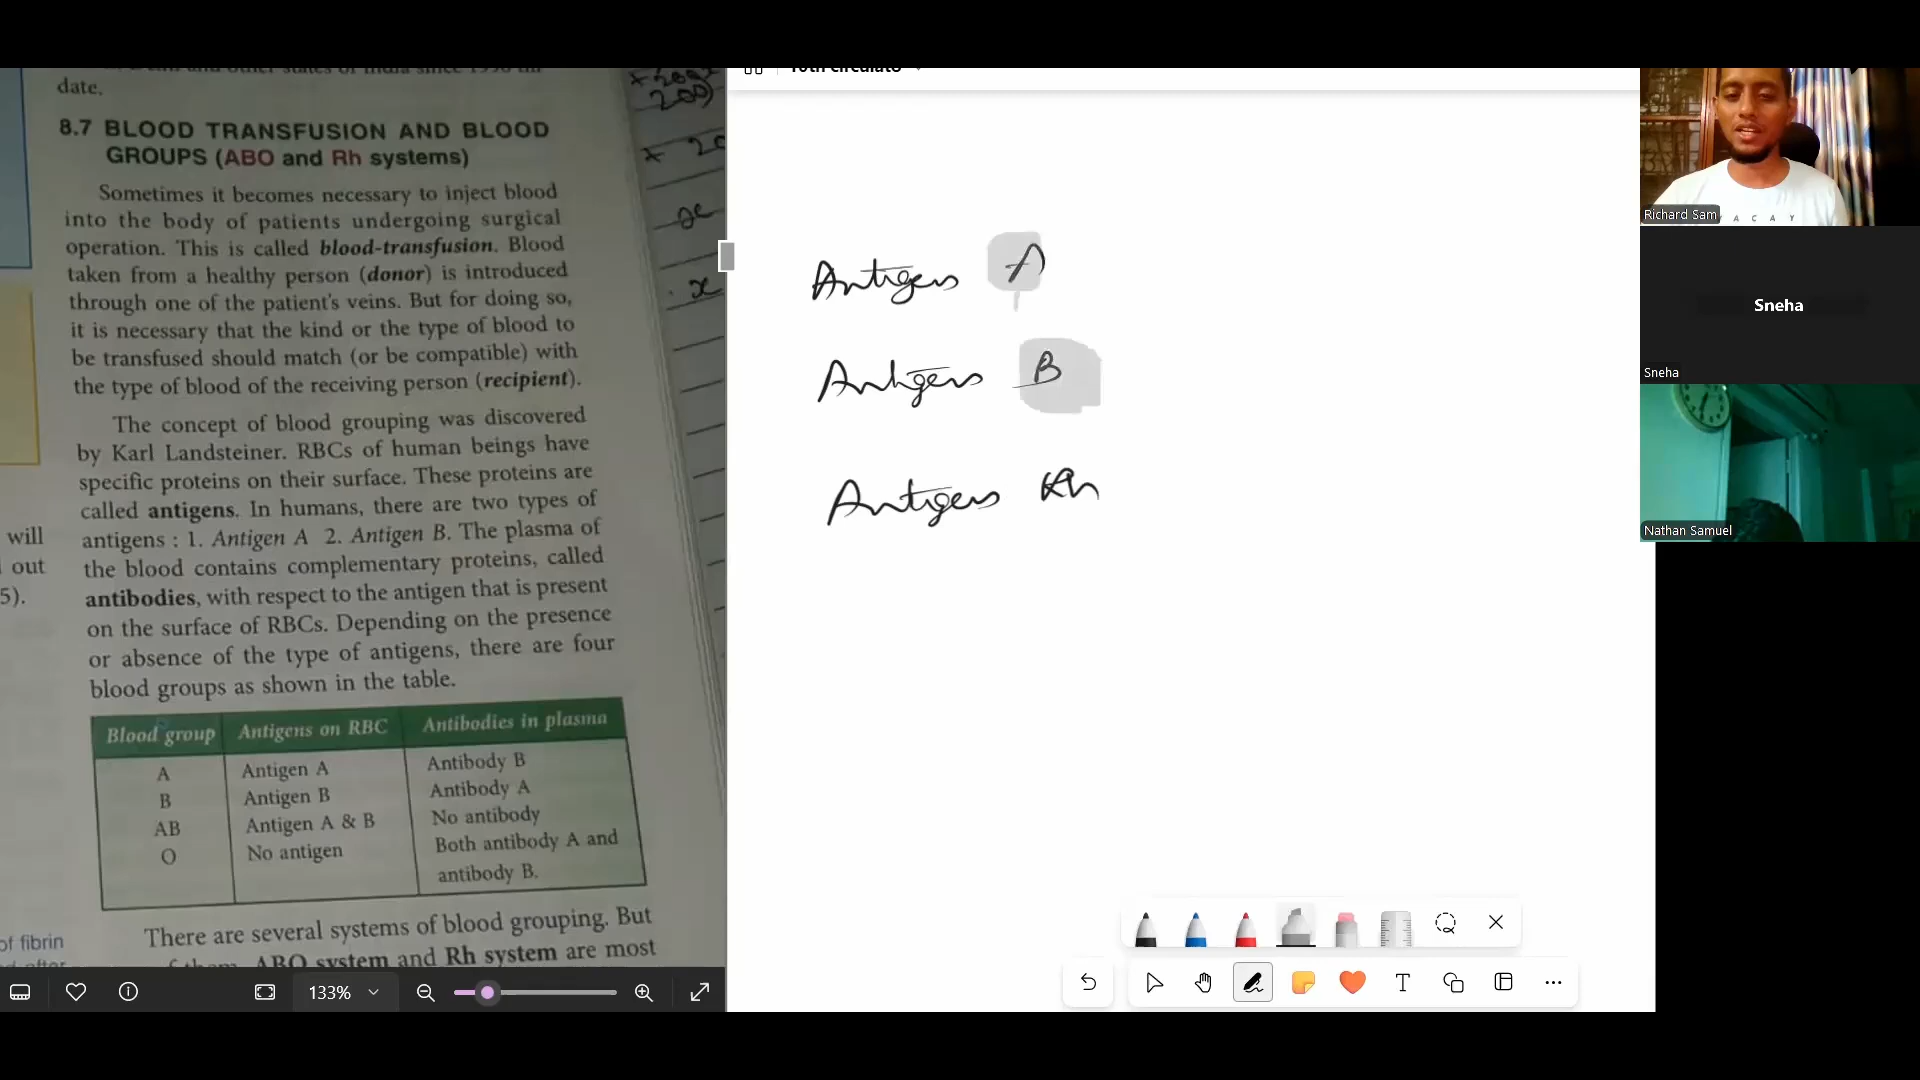 date.
8.7 BLOOD TRANSFUSION AND BLOOD
GROUPS (ABO and Rh systems)
Sometimes it becomes necessary to inject blood
into the body of patients undergoing surgical
operation. This is called blood-transfusion. Blood
taken from a healthy person (donor) is introduced
through one of the patient's veins. But for doing so,
it is necessary that the kind or the type of blood to
be transfused should match (or be compatible) with
the type of blood of the receiving person (recipient).
The concept of blood grouping was discovered
by Karl Landsteiner. RBCs of human beings have
specific proteins on their surface. These proteins are
called antigens. In humans, there are two types of
antigens : 1. Antigen A 2. Antigen B. The plasma of
the blood contains complementary proteins, called
antibodies, with respect to the antigen that is present
on the surface of RBCs. Depending on the presence
or absence of the type of antigens, there are four
blood groups as shown in the table.
Blood group Antigens on RBC Antibodies in plasma
A Antigen A Antibody B
B Antigen B Antibody A
AB Antigen A & B No antibody
O No antigen Both antibody A and
antibody B.
There are several systems of blood grouping. But
ABO system and Rh system are most
will
out
5).
of fibrin
133%
10th circulato
Antigens A
Antigens B
Antigens Rh
T
Richard Sam
A C A Y
Sneha
Sneha
Nathan Samuel